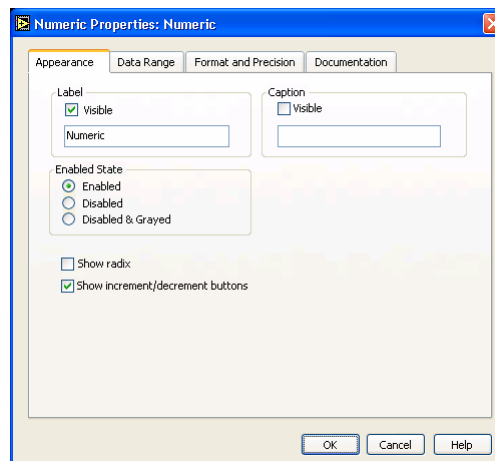 Numeric Properties: Numeric
Appearance Data Range Format and Precision Documentation
Label Caption
Visible Visible
Numeric
Enabled State
Enabled
Disabled
Disabled & Grayed
Show radix
Show increment/decrement buttons
OK Cancel Help